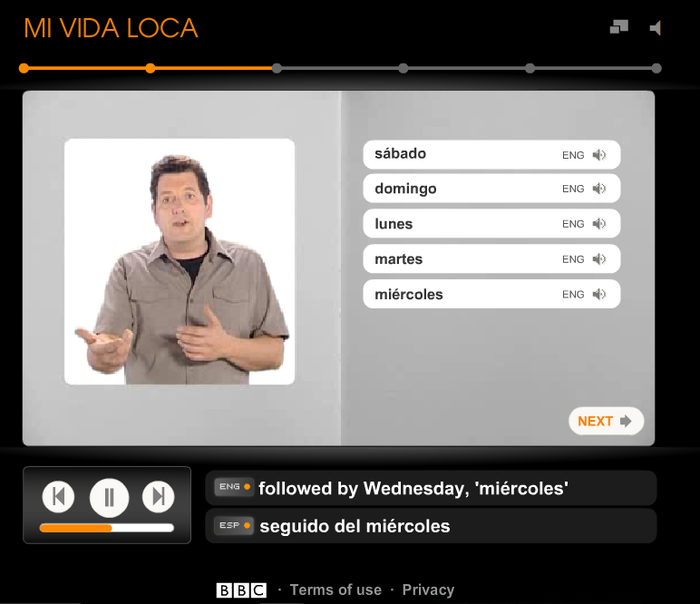 MI VIDA LOCA
sábado ENG
domingo ENG
lunes ENG
martes ENG
miércoles ENG
NEXT
ENG followed by Wednesday, 'miércoles'
ESP seguido del miércoles
BBC · Terms of use · Privacy